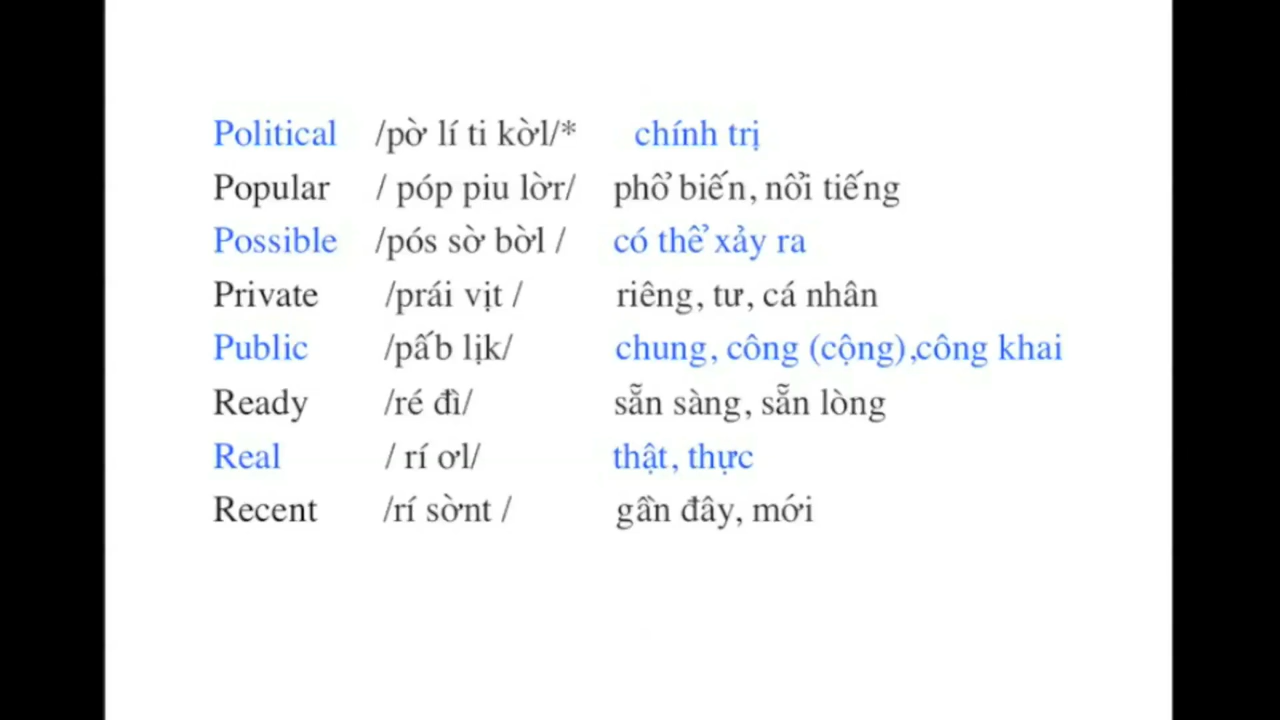 Political /pờ lí ti kờl/* chính trị
Popular / póp piu lờr/ phổ biến, nổi tiếng
Possible /pós sờ bờl / có thể xảy ra
Private /prái vịt / riêng, tư, cá nhân
Public /pấb lịk/ chung, công (cộng),công khai
Ready /ré đì/ sẵn sàng, sẵn lòng
Real / rí ơl/ thật, thực
Recent /rí sờnt / gần đây, mới